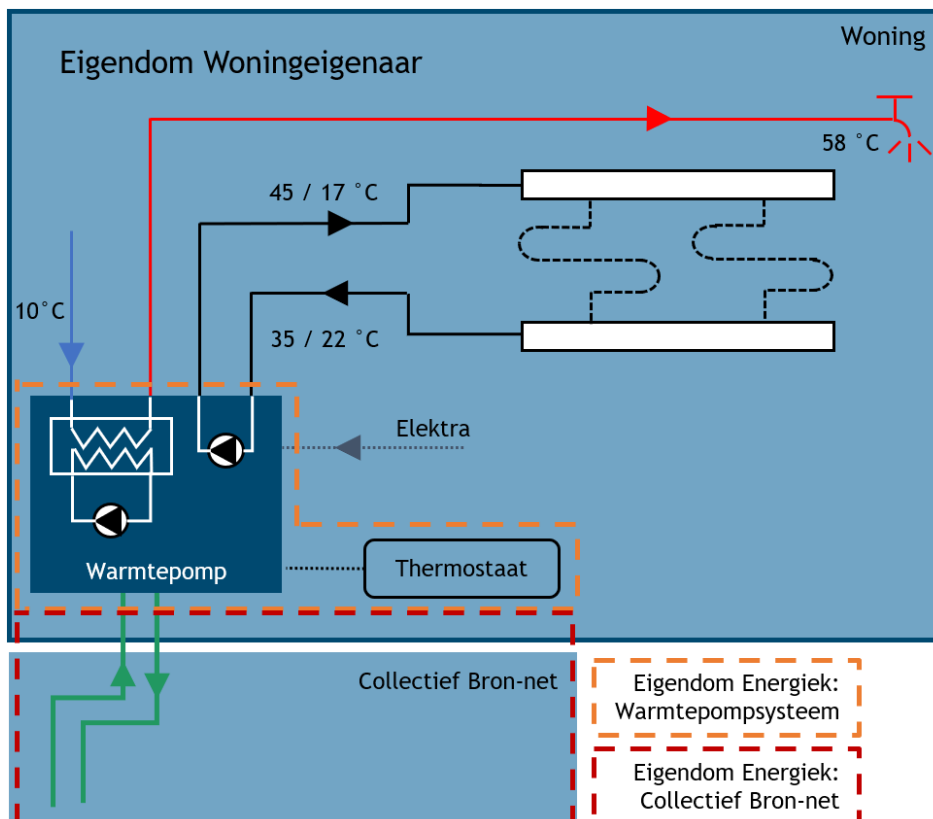 Woning
Eigendom Woningeigenaar
58 °C
45 / 17 °C
10°C
35 / 22 °C
Elektra
Thermostaat
Warmtepomp
Collectief Bron-net
Eigendom Energiek:
Warmtepompsysteem
Eigendom Energiek:
Collectief Bron-net